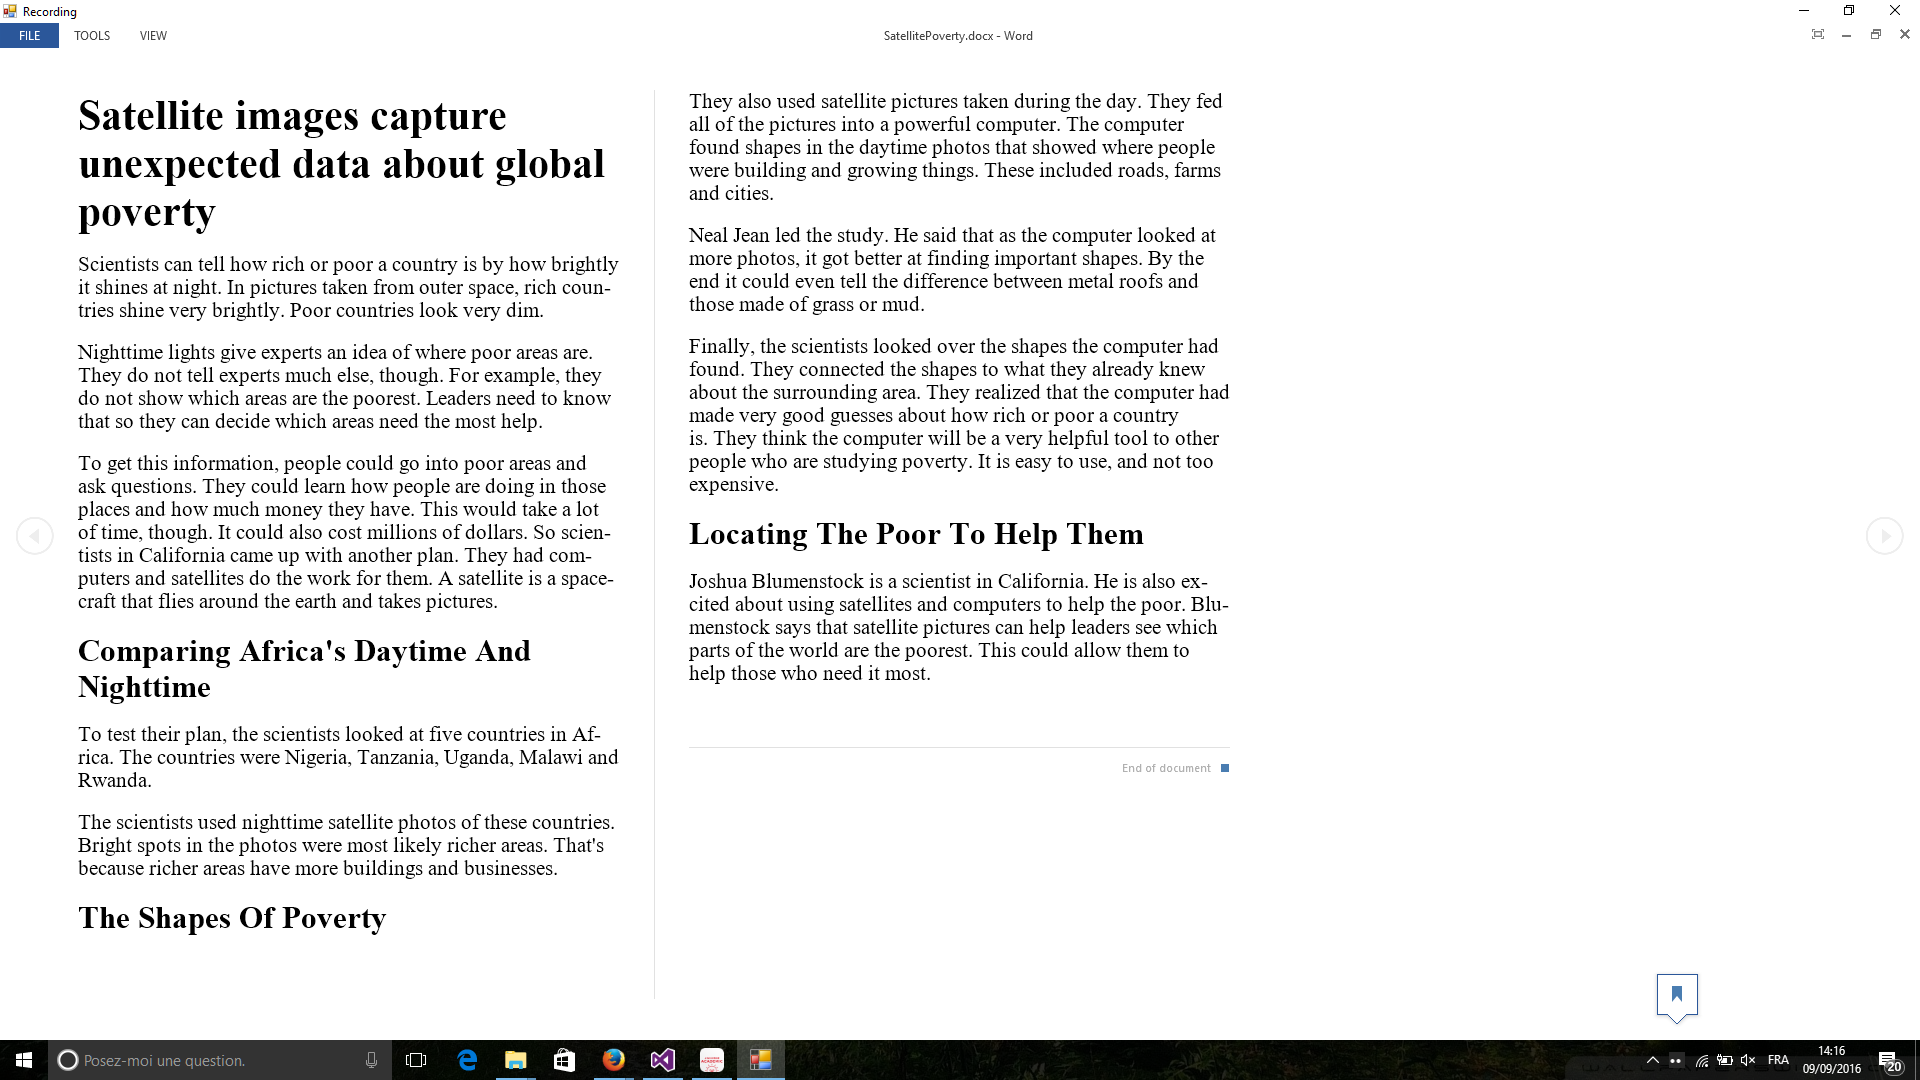 Recording
FILE TOOLS VIEW SatellitePoverty.docx - Word
Satellite images capture
unexpected data about global
poverty
Scientists can tell how rich or poor a country is by how brightly
it shines at night. In pictures taken from outer space, rich coun-
tries shine very brightly. Poor countries look very dim.
Nighttime lights give experts an idea of where poor areas are.
They do not tell experts much else, though. For example, they
do not show which areas are the poorest. Leaders need to know
that so they can decide which areas need the most help.
To get this information, people could go into poor areas and
ask questions. They could learn how people are doing in those
places and how much money they have. This would take a lot
of time, though. It could also cost millions of dollars. So scien-
tists in California came up with another plan. They had com-
puters and satellites do the work for them. A satellite is a space-
craft that flies around the earth and takes pictures.
Comparing Africa's Daytime And
Nighttime
To test their plan, the scientists looked at five countries in Af-
rica. The countries were Nigeria, Tanzania, Uganda, Malawi and
Rwanda.
The scientists used nighttime satellite photos of these countries.
Bright spots in the photos were most likely richer areas. That's
because richer areas have more buildings and businesses.
The Shapes Of Poverty
They also used satellite pictures taken during the day. They fed
all of the pictures into a powerful computer. The computer
found shapes in the daytime photos that showed where people
were building and growing things. These included roads, farms
and cities.
Neal Jean led the study. He said that as the computer looked at
more photos, it got better at finding important shapes. By the
end it could even tell the difference between metal roofs and
those made of grass or mud.
Finally, the scientists looked over the shapes the computer had
found. They connected the shapes to what they already knew
about the surrounding area. They realized that the computer had
made very good guesses about how rich or poor a country
is. They think the computer will be a very helpful tool to other
people who are studying poverty. It is easy to use, and not too
expensive.
Locating The Poor To Help Them
Joshua Blumenstock is a scientist in California. He is also ex-
cited about using satellites and computers to help the poor. Blu-
menstock says that satellite pictures can help leaders see which
parts of the world are the poorest. This could allow them to
help those who need it most.
End of document
Posez-moi une question.
FRA
14:16
09/09/2016
20